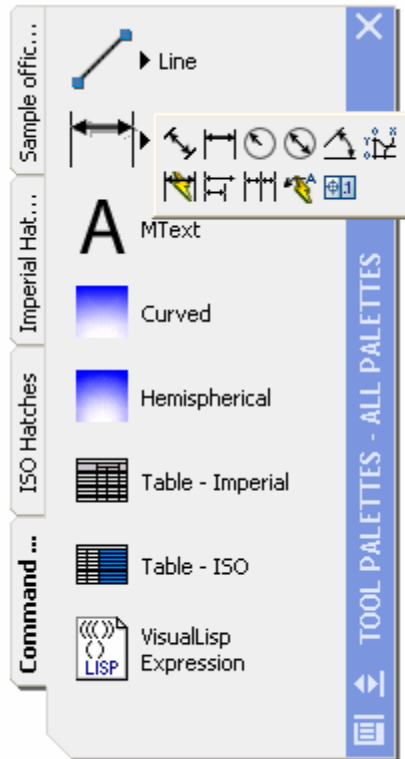 Sample offic...
Imperial Hat...
ISO Hatches
Command ...
Line
A
MText
Curved
Hemispherical
Table - Imperial
Table - ISO
LISP
VisualLisp
Expression
TOOL PALETTES - ALL PALETTES